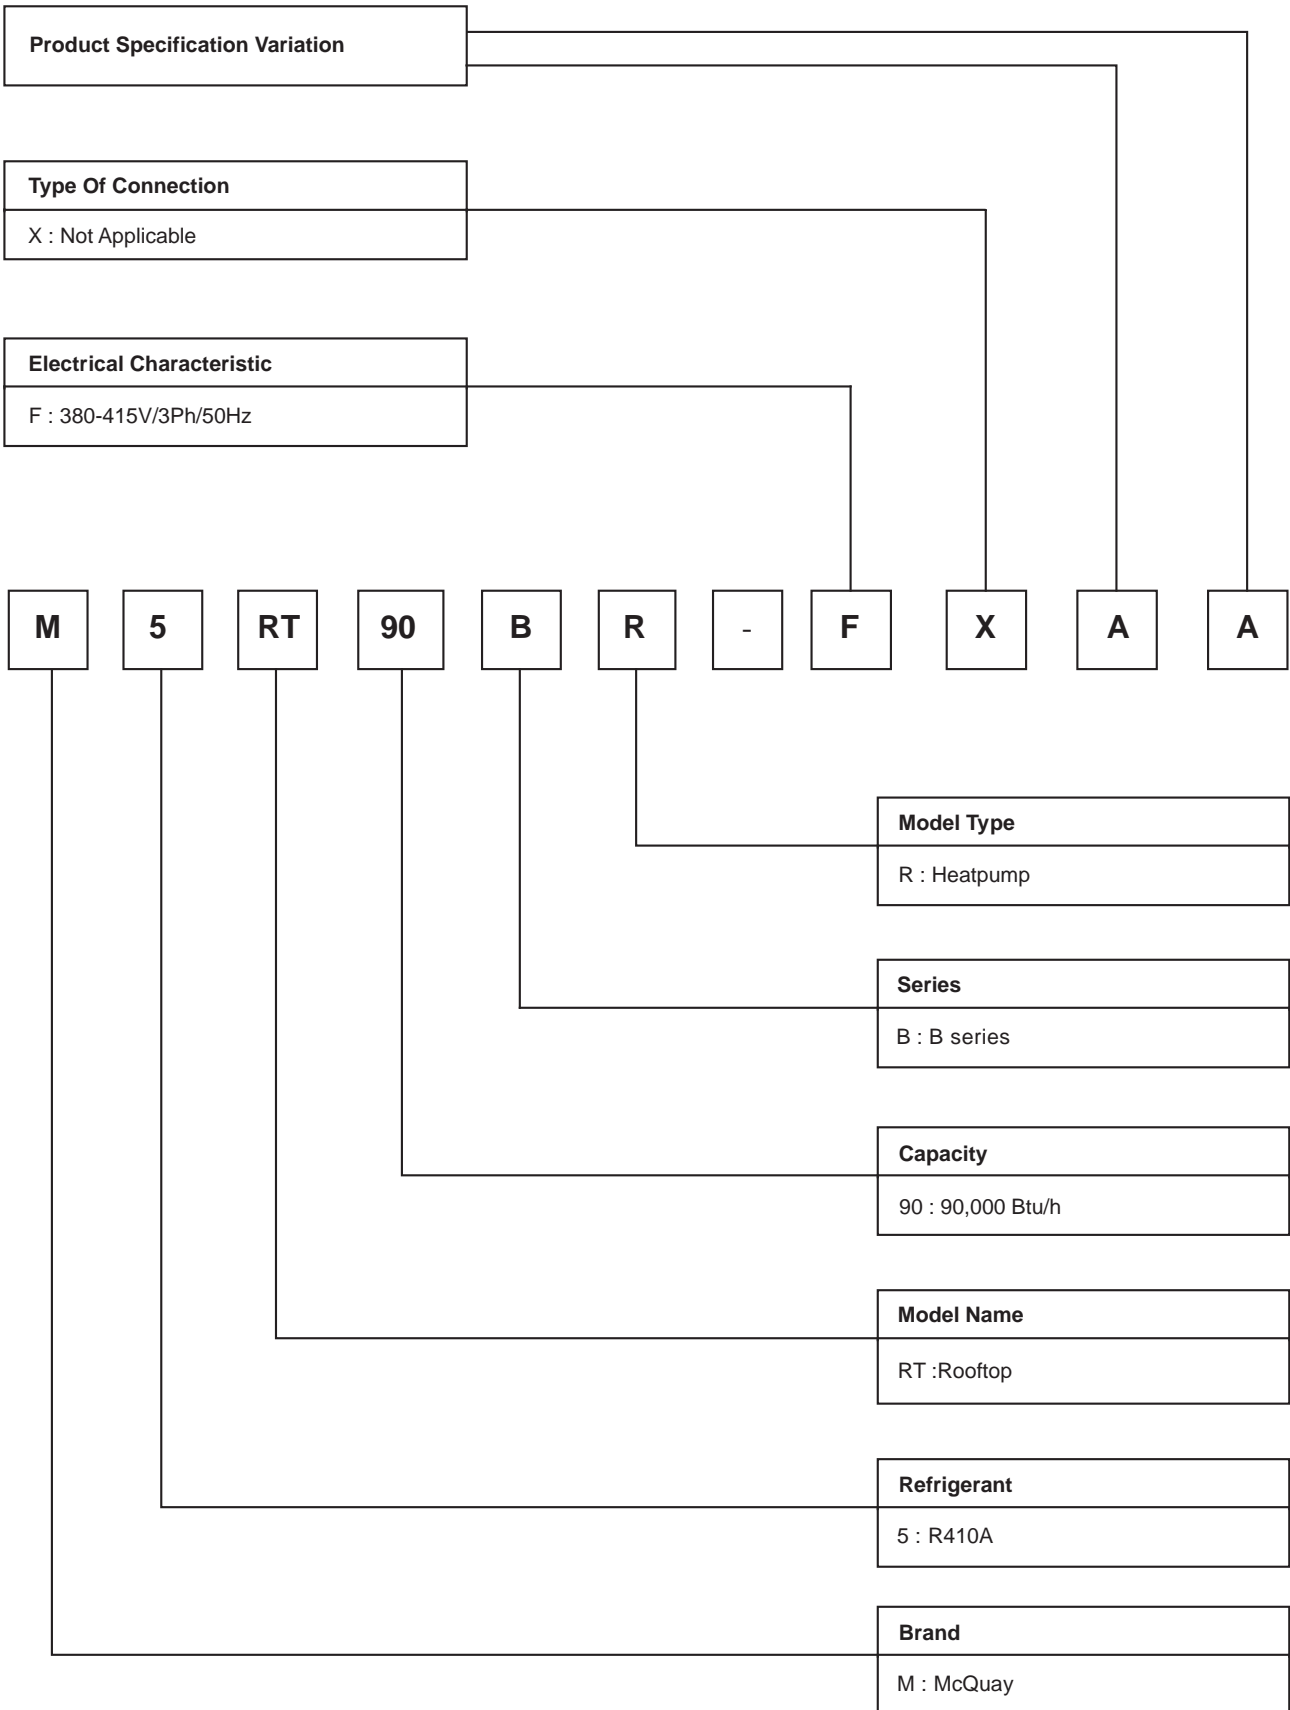 Product Specification Variation
Type Of Connection
X : Not Applicable
Electrical Characteristic
F : 380-415V/3Ph/50Hz
M 5 RT 90 B R - F X A A
Model Type
R : Heatpump
Series
B : B series
Capacity
90 : 90,000 Btu/h
Model Name
RT :Rooftop
Refrigerant
5 : R410A
Brand
M : McQuay